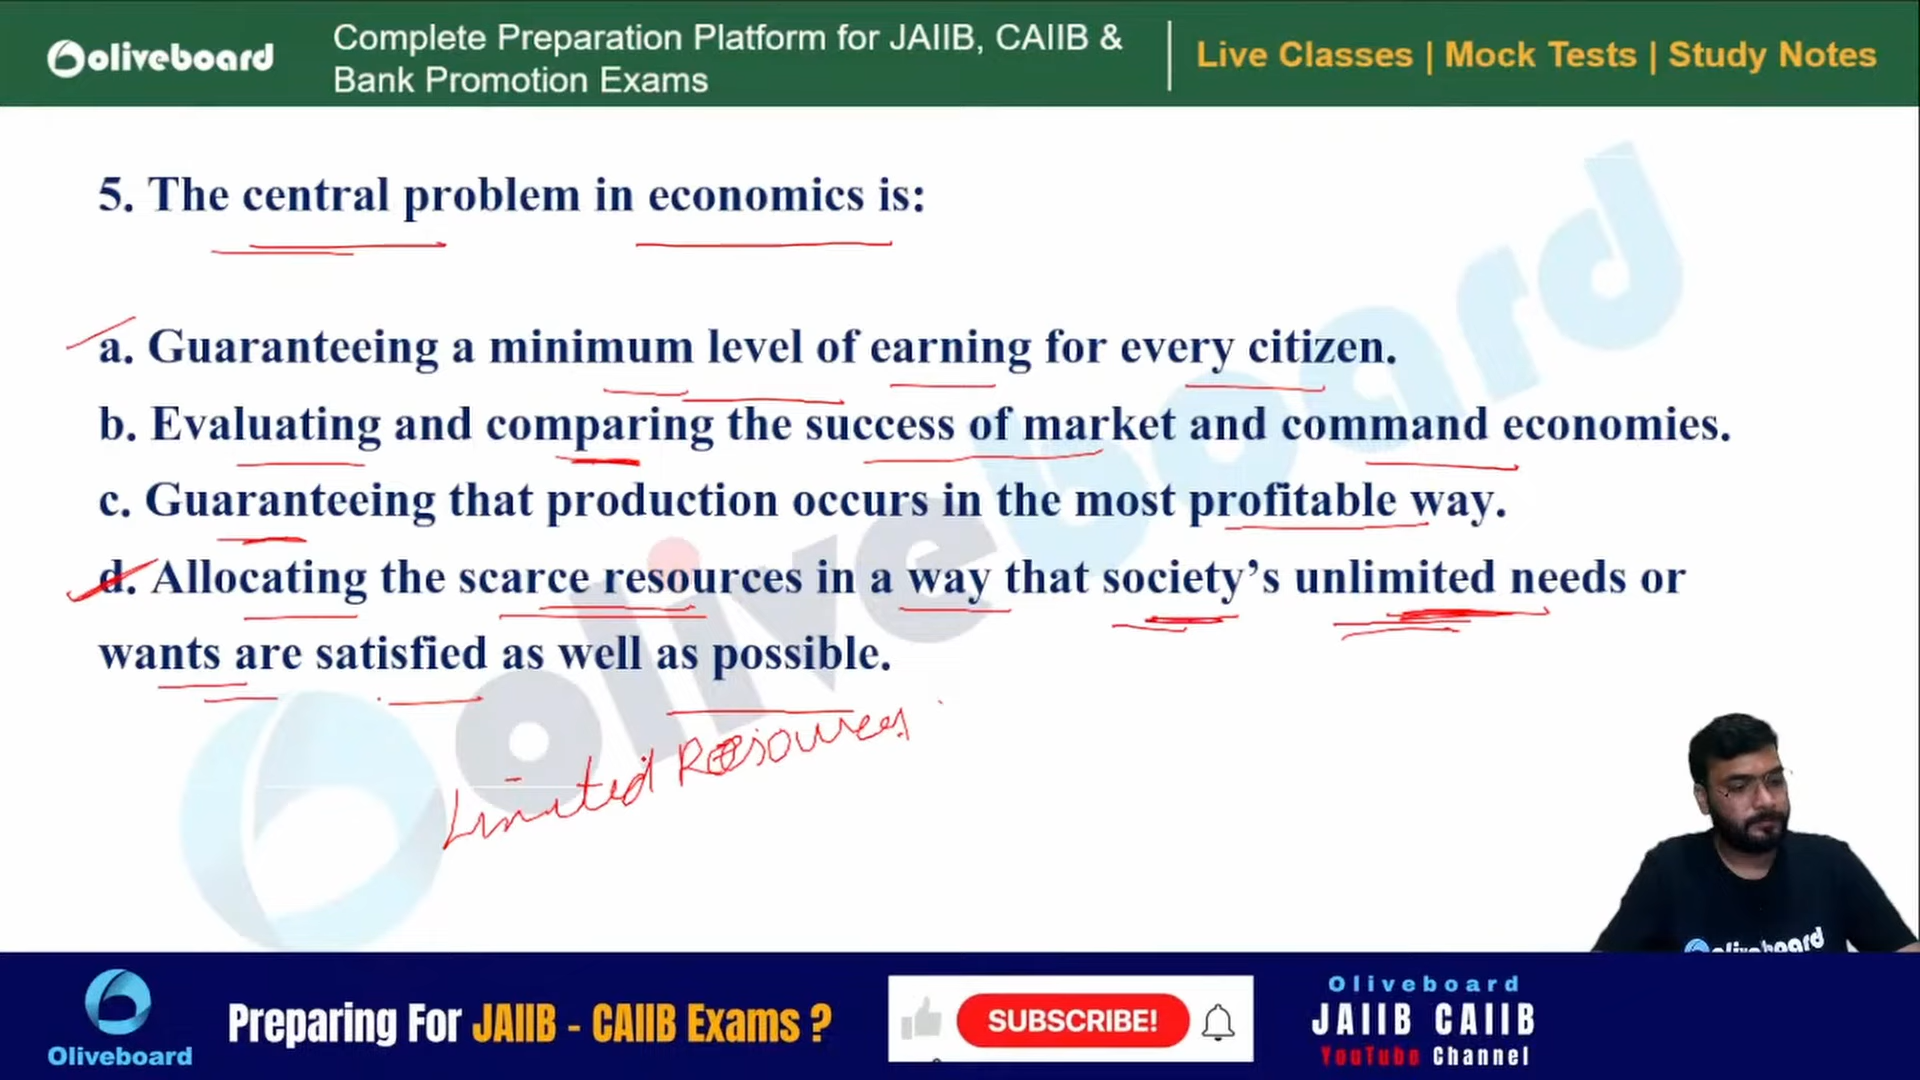 oliveboard
Complete Preparation Platform for JAIIB, CAIIB &
Bank Promotion Exams
Live Classes | Mock Tests | Study Notes
5. The central problem in economics is:
a. Guaranteeing a minimum level of earning for every citizen.
b. Evaluating and comparing the success of market and command economies.
c. Guaranteeing that production occurs in the most profitable way.
d. Allocating the scarce resources in a way that society's unlimited needs or
wants are satisfied as well as possible.
Limited Resources
oliveboard
oliveboard
Oliveboard
Preparing For JAIIB - CAIIB Exams ?
SUBSCRIBE!
Oliveboard
JAIIB CAIIB
YouTube Channel